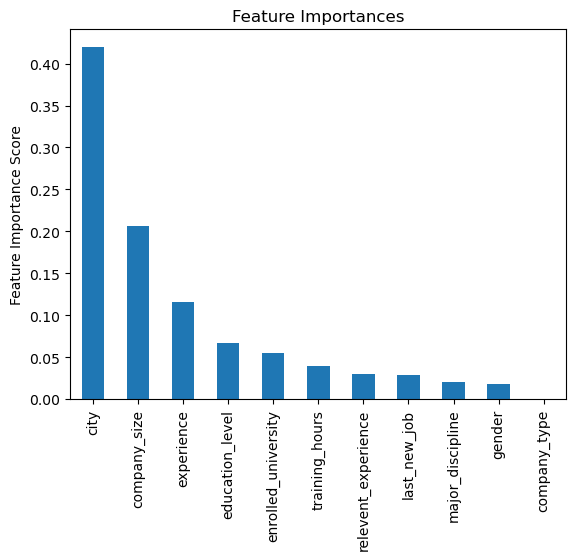 Feature Importances
Feature Importance Score
0.40
0.35
0.30
0.25
0.20
0.15
0.10
0.05
0.00
city
company_size
experience
education_level
enrolled_university
training_hours
relevent_experience
last_new_job
major_discipline
gender
company_type